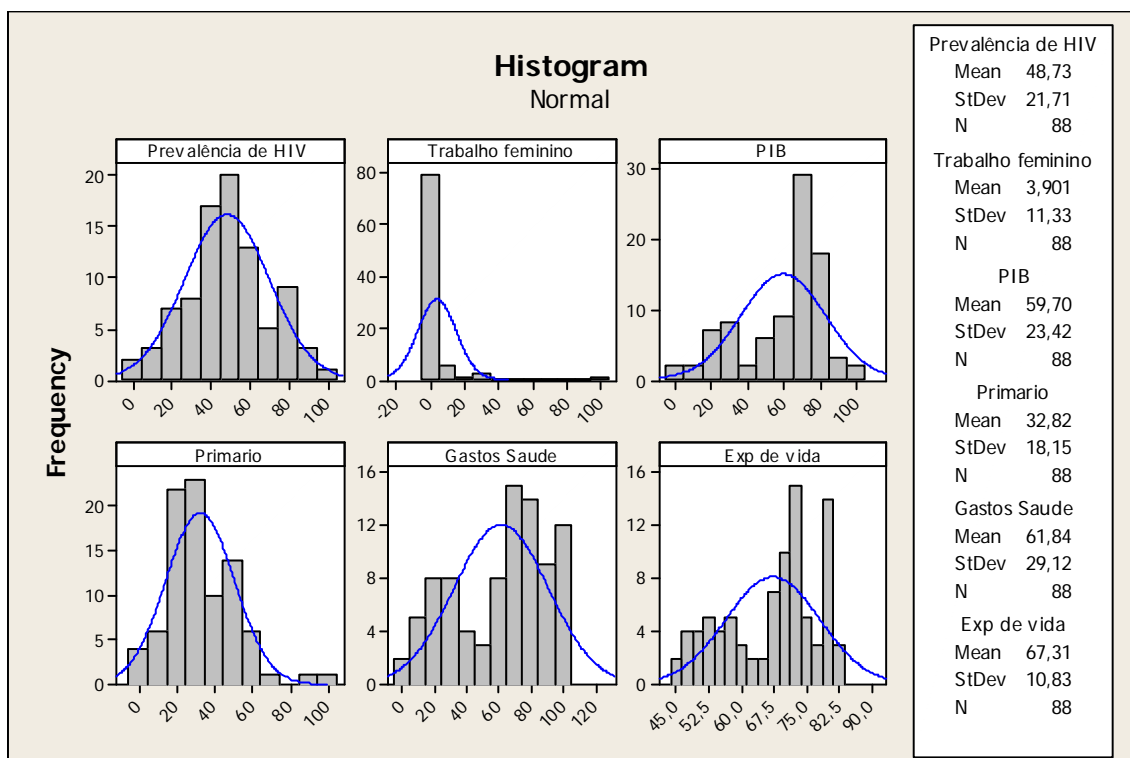 Histogram
Normal
Frequency
Prevalência de HIV
20
15
10
5
0
0 20 40 60 80 100
Trabalho feminino
80
60
40
20
0
-20 0 20 40 60 80 100
PIB
30
20
10
0
0 20 40 60 80 100
Primario
20
15
10
5
0
0 20 40 60 80 100
Gastos Saude
16
12
8
4
0
0 20 40 60 80 100 120
Exp de vida
16
12
8
4
0
45,0 52,5 60,0 67,5 75,0 82,5 90,0
Prevalência de HIV
Mean 48,73
StDev 21,71
N 88
Trabalho feminino
Mean 3,901
StDev 11,33
N 88
PIB
Mean 59,70
StDev 23,42
N 88
Primario
Mean 32,82
StDev 18,15
N 88
Gastos Saude
Mean 61,84
StDev 29,12
N 88
Exp de vida
Mean 67,31
StDev 10,83
N 88